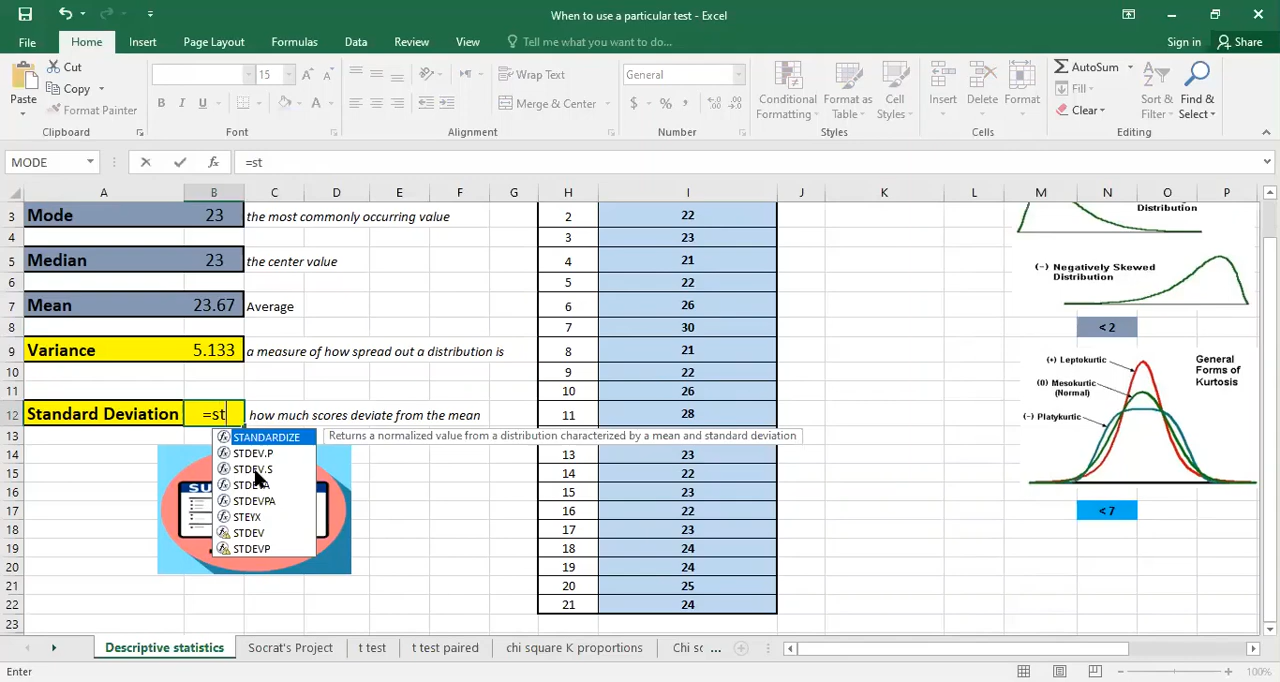 When to use a particular test - Excel
File Home Insert Page Layout Formulas Data Review View Tell me what you want to do... Sign in Share
Paste Cut Copy Format Painter
15
Wrap Text
Merge & Center
General
$ % ,
Conditional Formatting
Format as Table
Cell Styles
Insert Delete Format
AutoSum
Fill
Clear
Sort & Filter
Find & Select
Clipboard Font Alignment Number Styles Cells Editing
MODE =st
A B C D E F G H I J K L M N O P
3 Mode 23 the most commonly occurring value 2 22 Distribution
4 3 23
5 Median 23 the center value 4 21
(-) Negatively Skewed Distribution
6 5 22
7 Mean 23.67 Average 6 26
8 7 30 < 2
9 Variance 5.133 a measure of how spread out a distribution is 8 21
(+) Leptokurtic
General Forms of Kurtosis
10 9 22
(0) Mesokurtic (Normal)
11 10 26
12 Standard Deviation =st how much scores deviate from the mean 11 28
(-) Platykurtic
13 STANDARDIZE Returns a normalized value from a distribution characterized by a mean and standard deviation
14 STDEV.P 13 23
15 STDEV.S 14 22
16 STDEVA 15 23
17 STDEVPA 16 22 < 7
STEYX
18 STDEV 17 23
19 STDEVP 18 24
20 19 24
21 20 25
22 21 24
23
Descriptive statistics Socrat's Project t test t test paired chi square K proportions Chi sc ...
Enter 100%